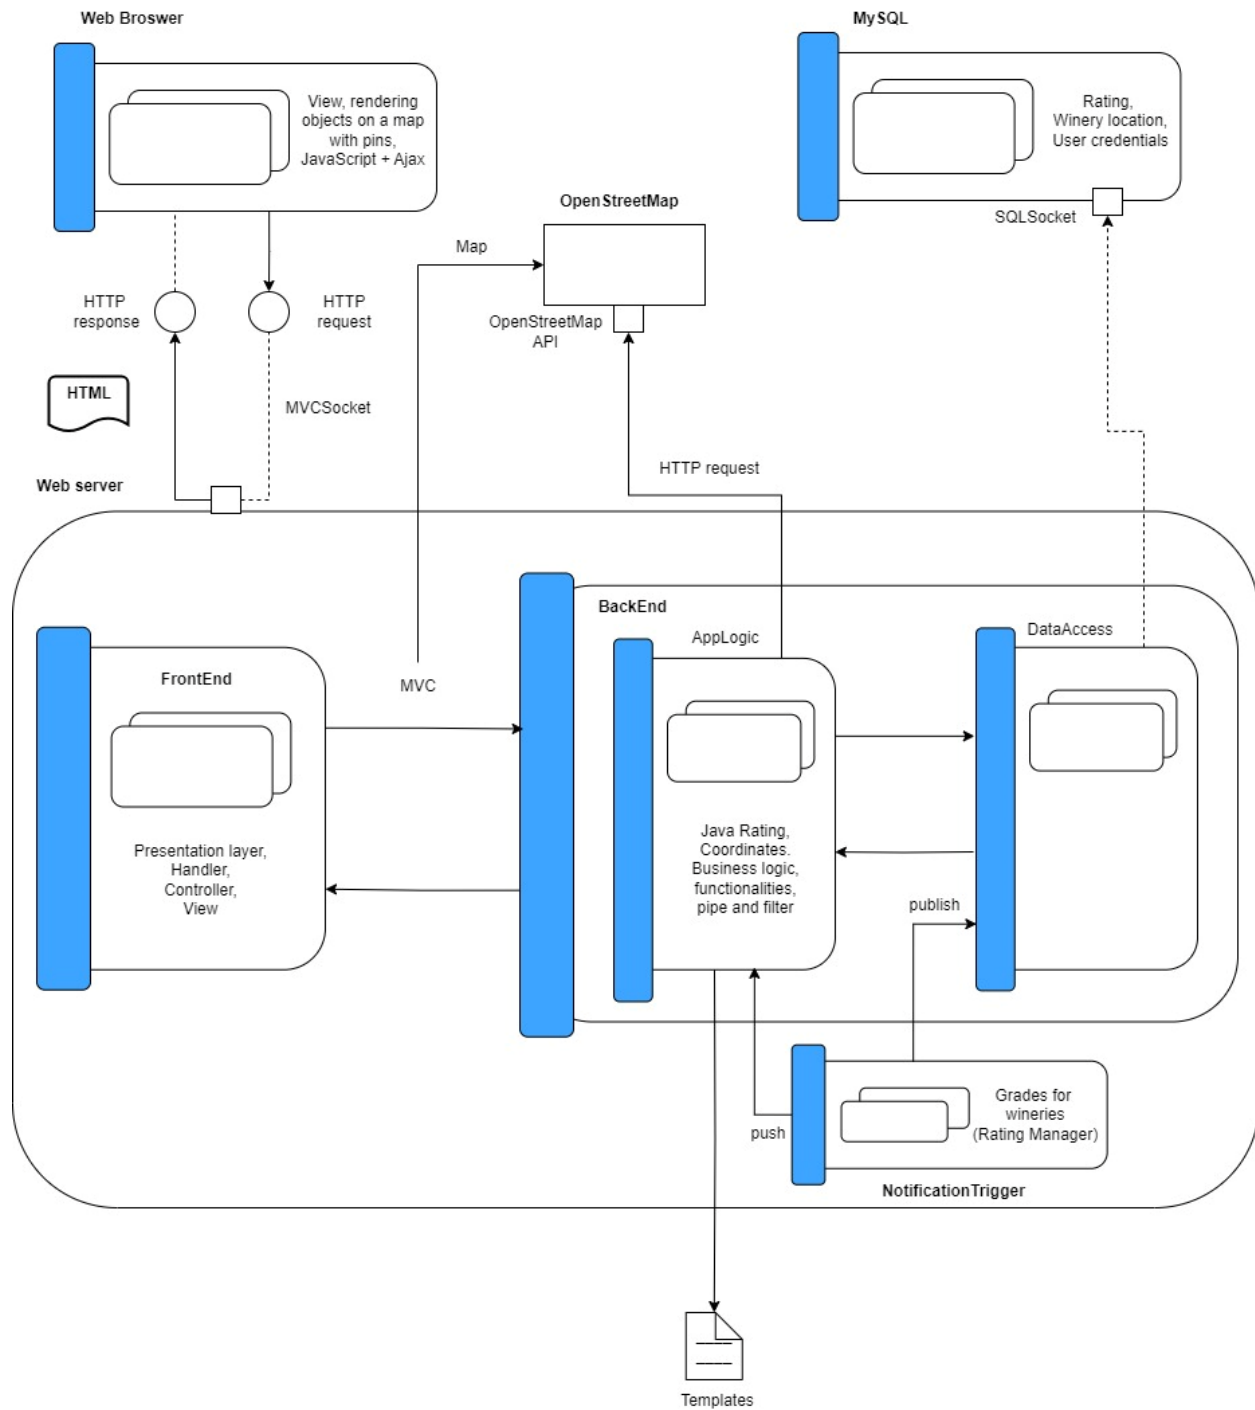 Web Broswer
MySQL
View, rendering
objects on a map
with pins,
JavaScript + Ajax
Rating,
Winery location,
User credentials
OpenStreetMap
SQLSocket
Map
HTTP
response
HTTP
request
OpenStreetMap
API
HTML
MVCSocket
HTTP request
Web server
BackEnd
AppLogic
DataAccess
FrontEnd
MVC
Presentation layer,
Handler,
Controller,
View
Java Rating,
Coordinates.
Business logic,
functionalities,
pipe and filter
publish
push
Grades for
wineries
(Rating Manager)
NotificationTrigger
Templates